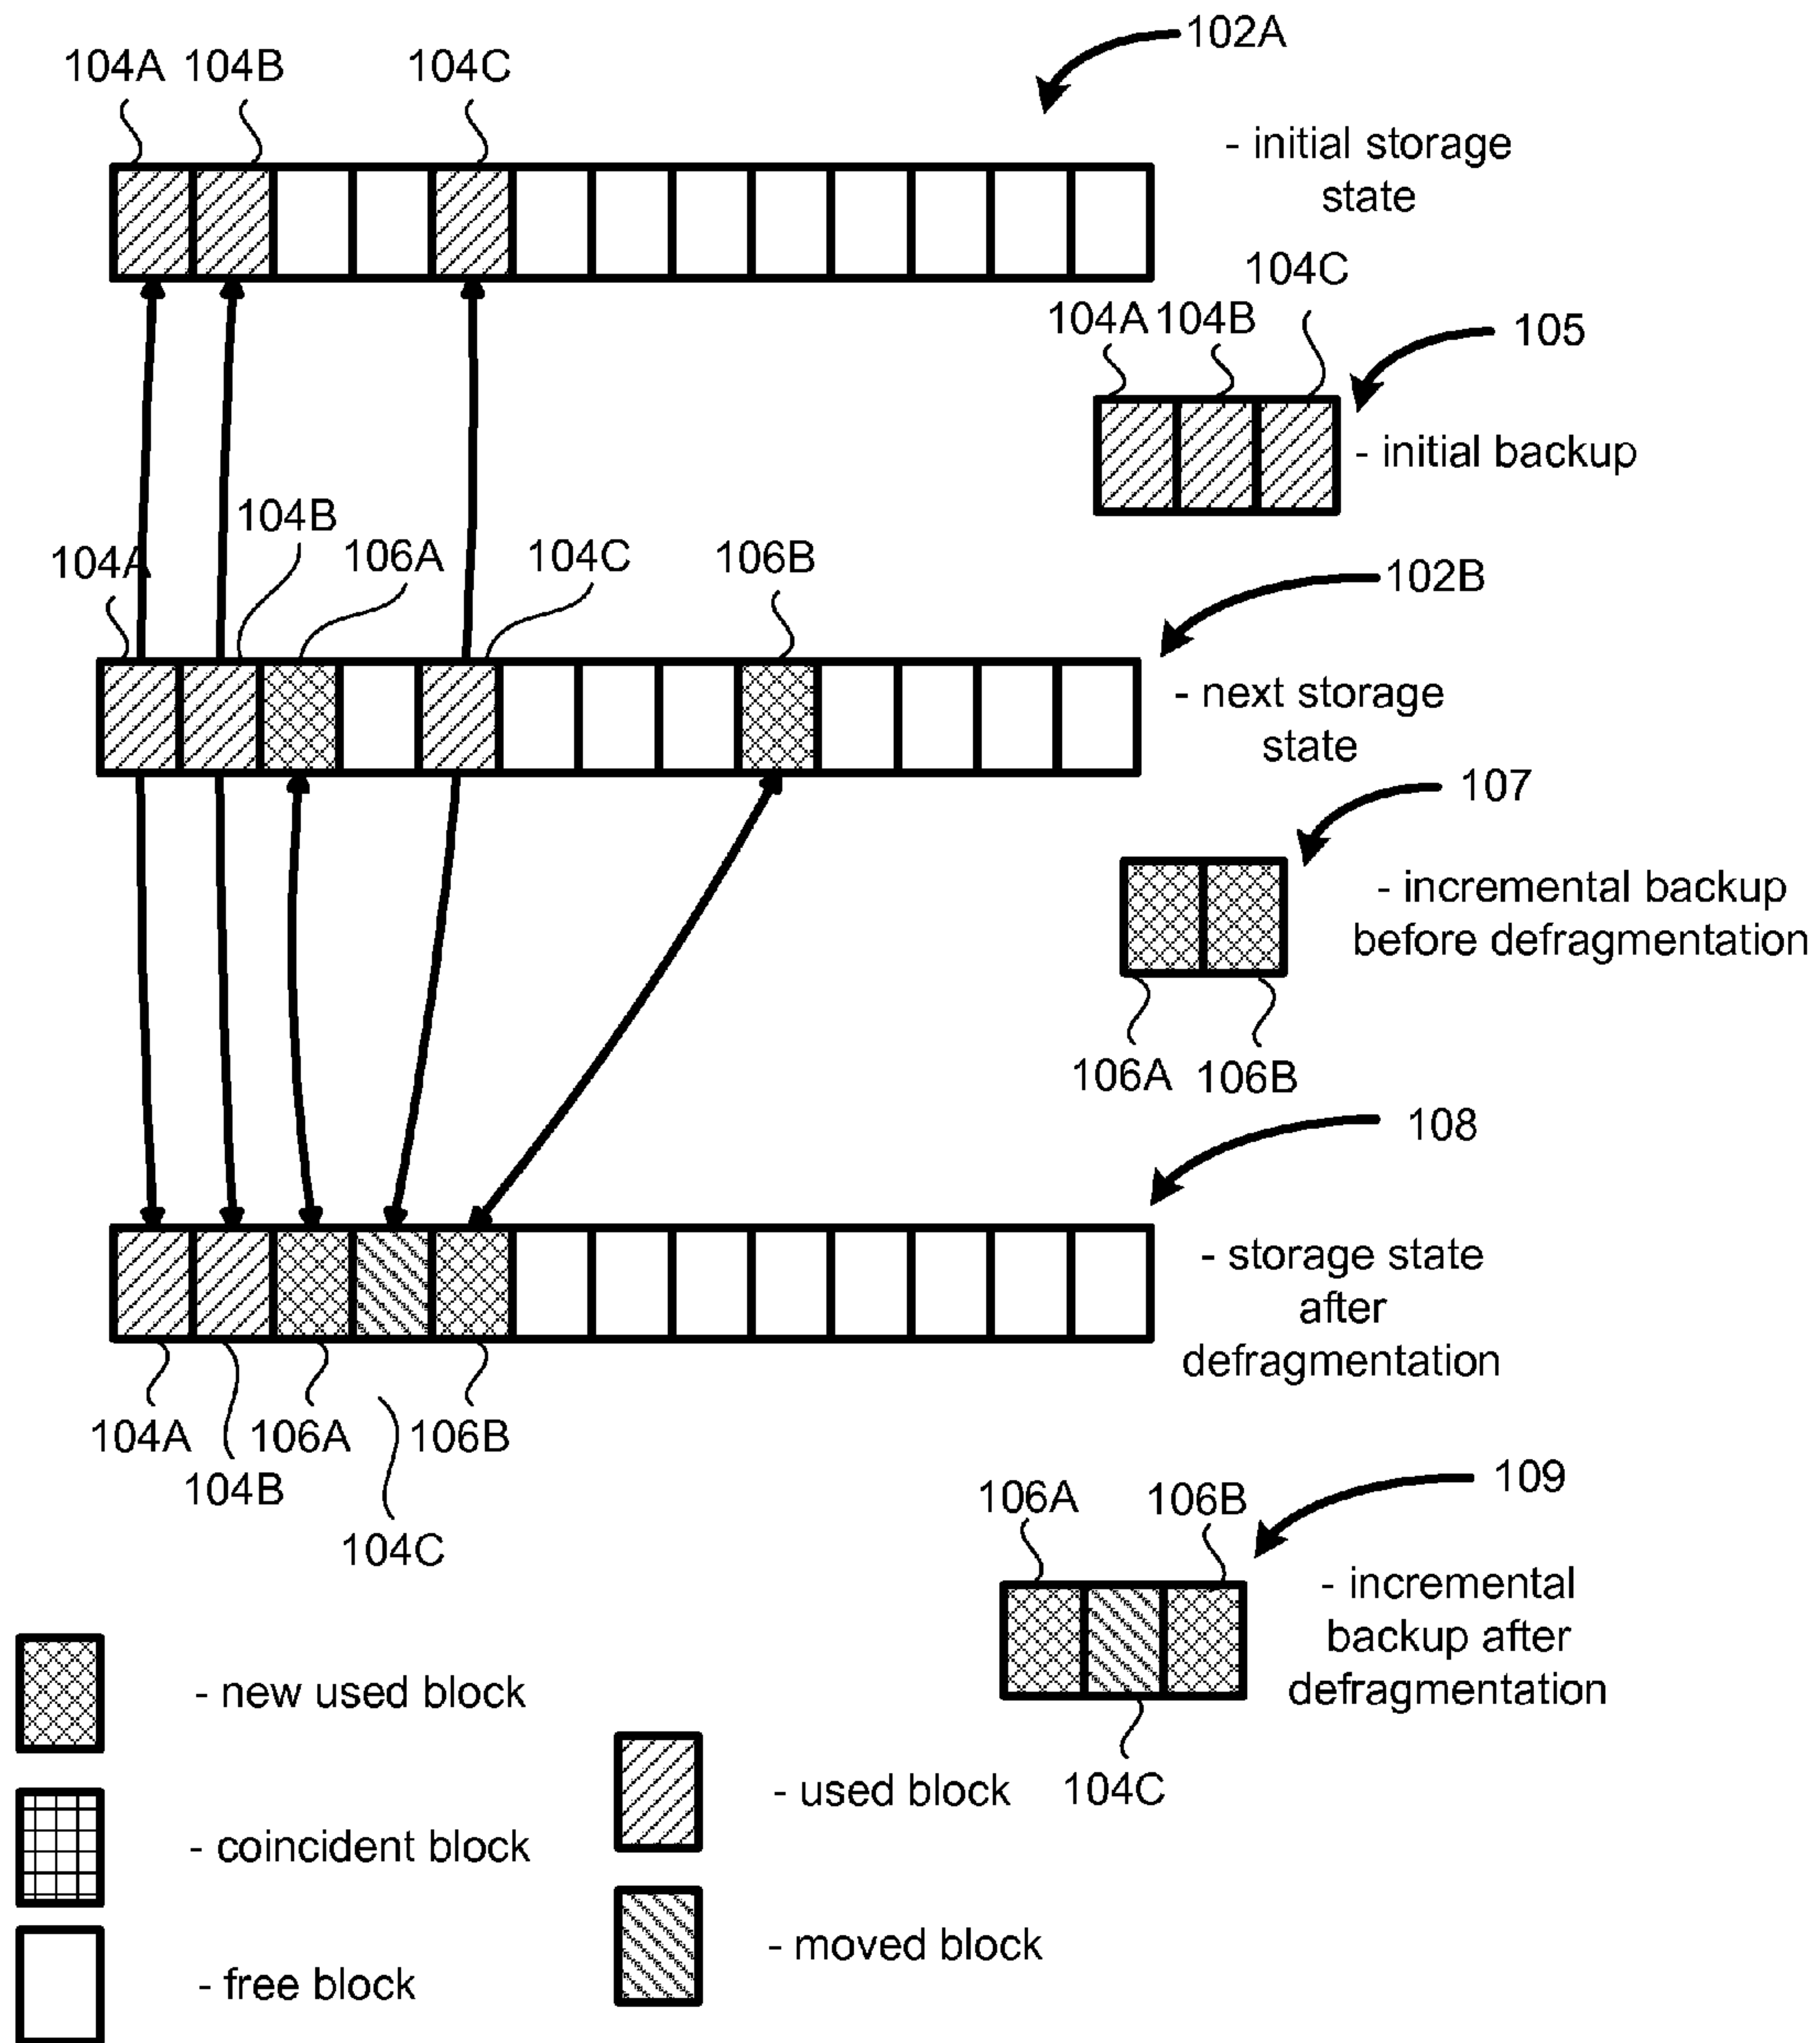 102A
104A 104B 104C
- initial storage
state
104C
104A 104B
105
- initial backup
104B
104A 106A 104C 106B
102B
- next storage
state
107
- incremental backup
before defragmentation
106A 106B
108
- storage state
after
defragmentation
104A 106A 106B
104B
104C
109
106A 106B
- incremental
backup after
defragmentation
104C
- new used block
- used block
- coincident block
- moved block
- free block